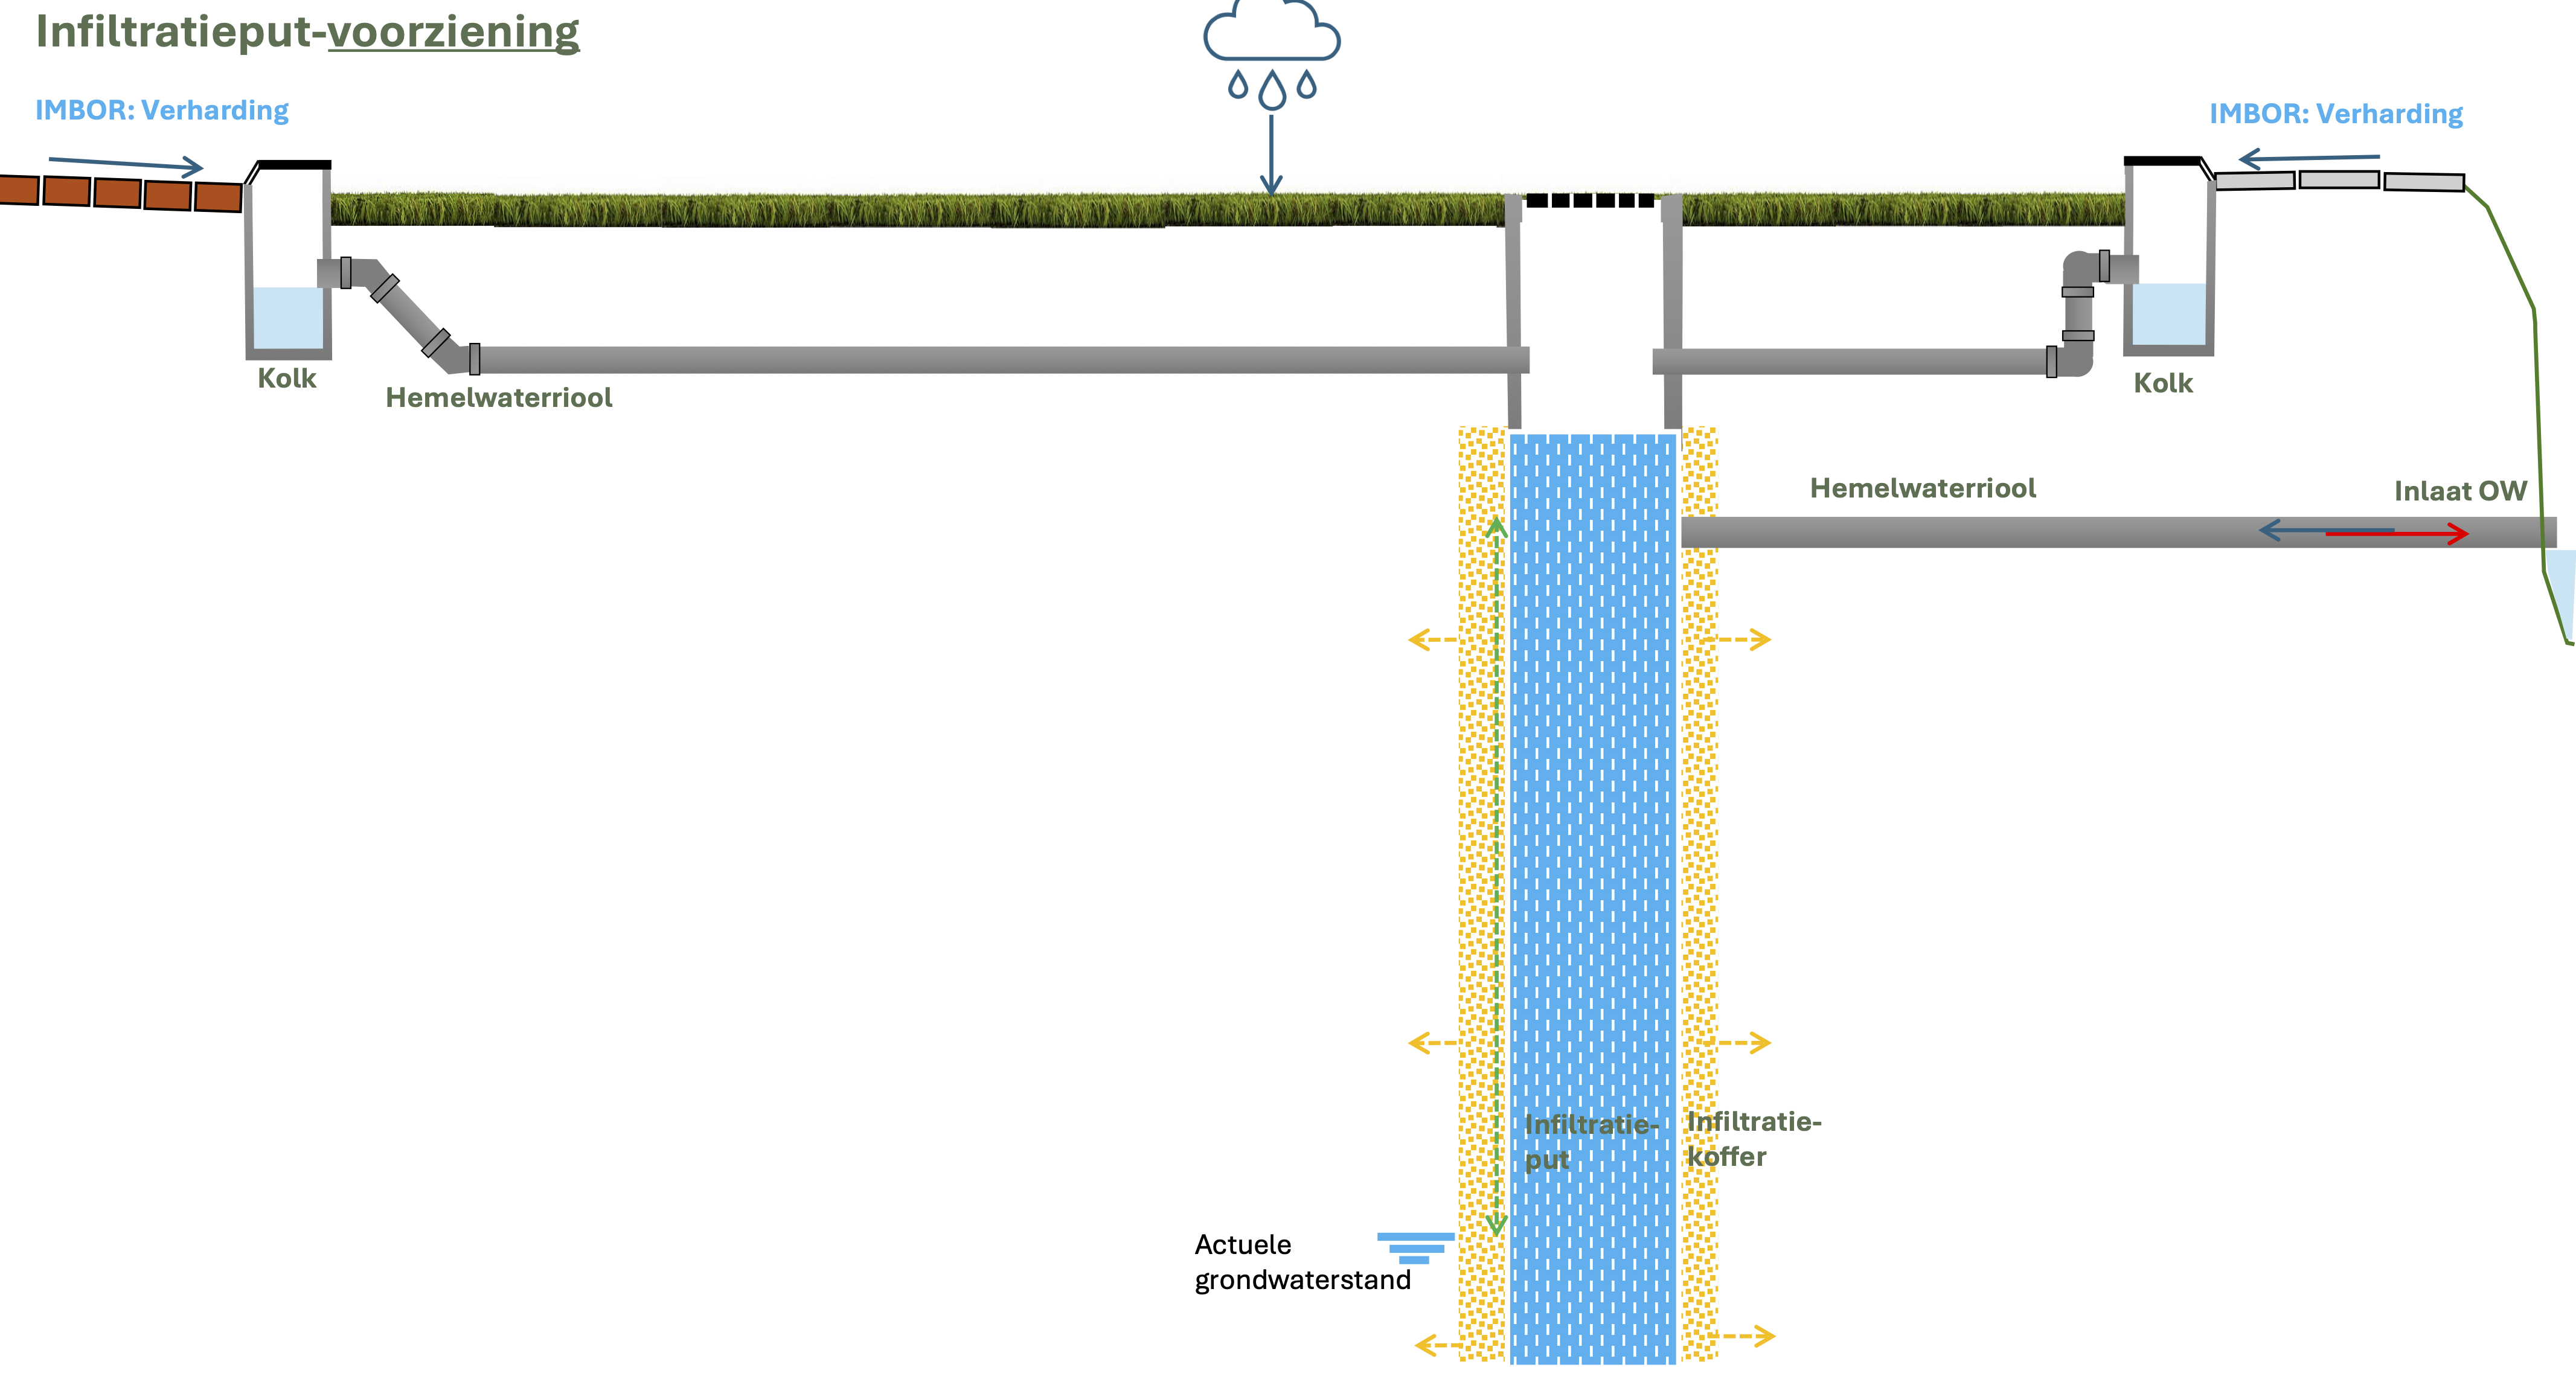 Infiltratieput-voorziening
IMBOR: Verharding
IMBOR: Verharding
Kolk
Hemelwaterriool
Kolk
Hemelwaterriool
Inlaat OW
Infiltratie-
put
Infiltratie-
koffer
Actuele
grondwaterstand